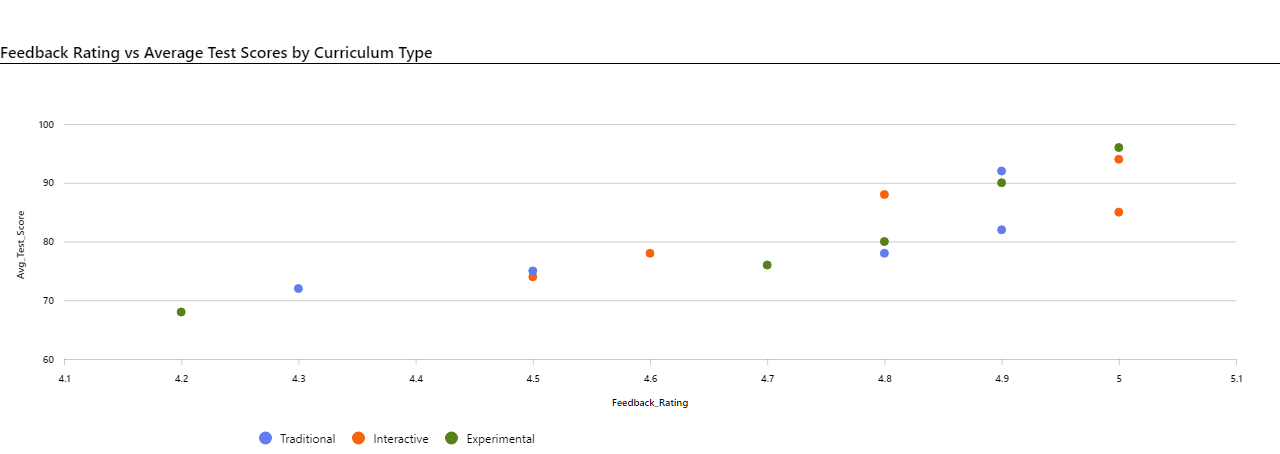 Feedback Rating vs Average Test Scores by Curriculum Type
100
90
80
70
60
Avg_Test_Score
4.1 4.2 4.3 4.4 4.5 4.6 4.7 4.8 4.9 5 5.1
Feedback_Rating
Traditional Interactive Experimental